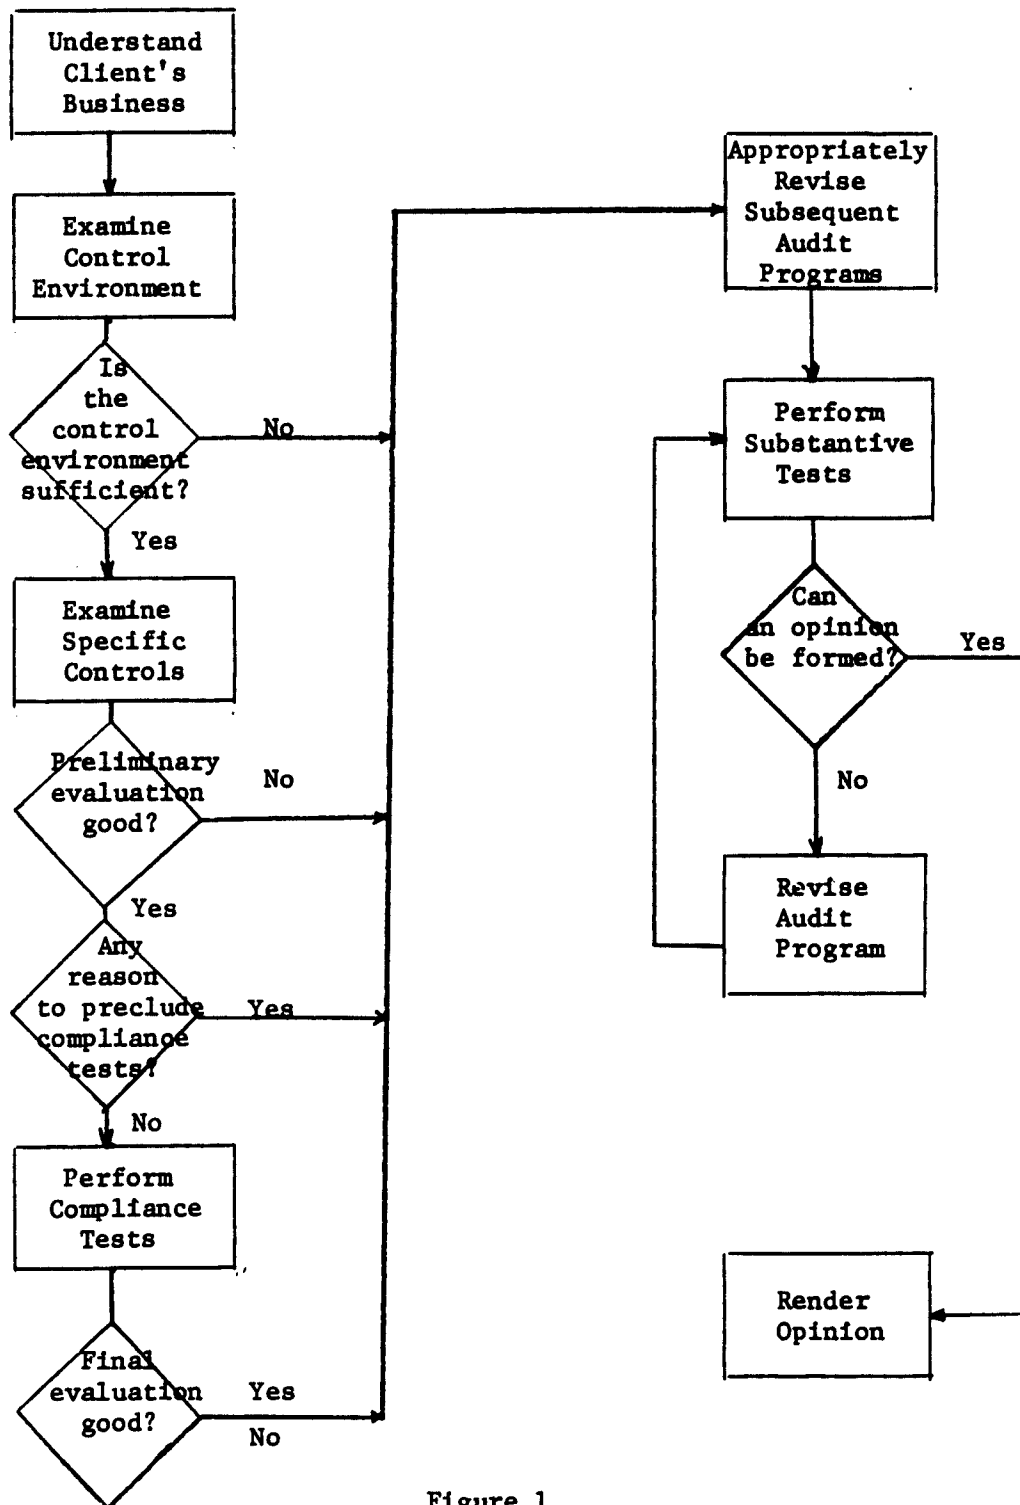 Understand
Client's
Business
Examine
Control
Environment
Is
the
control
environment
sufficient?
No
Yes
Examine
Specific
Controls
Preliminary
evaluation
good?
No
Yes
Any
reason
to preclude
compliance
tests?
Yes
No
Perform
Compliance
Tests
Final
evaluation
good?
Yes
No
Appropriately
Revise
Subsequent
Audit
Programs
Perform
Substantive
Tests
Can
an opinion
be formed?
Yes
No
Revise
Audit
Program
Render
Opinion
Figure 1